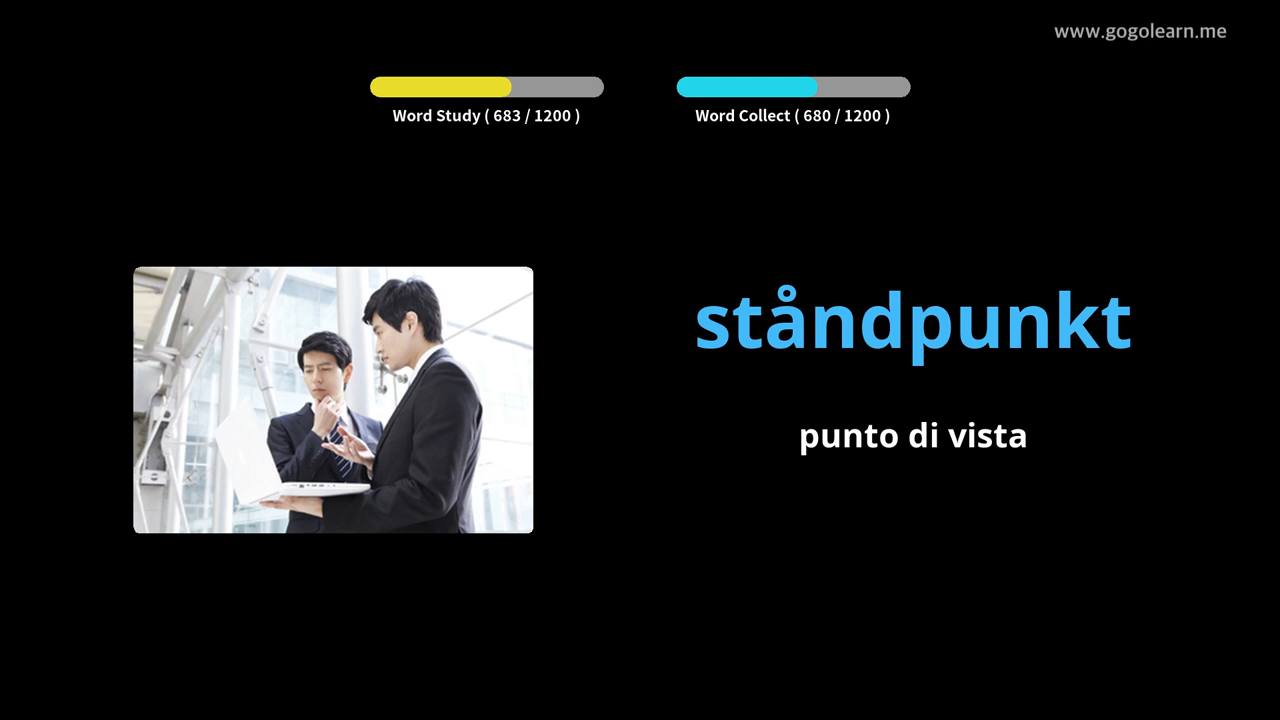 www.gogolearn.me
Word Study ( 683 / 1200 )
Word Collect ( 680 / 1200 )
ståndpunkt
punto di vista